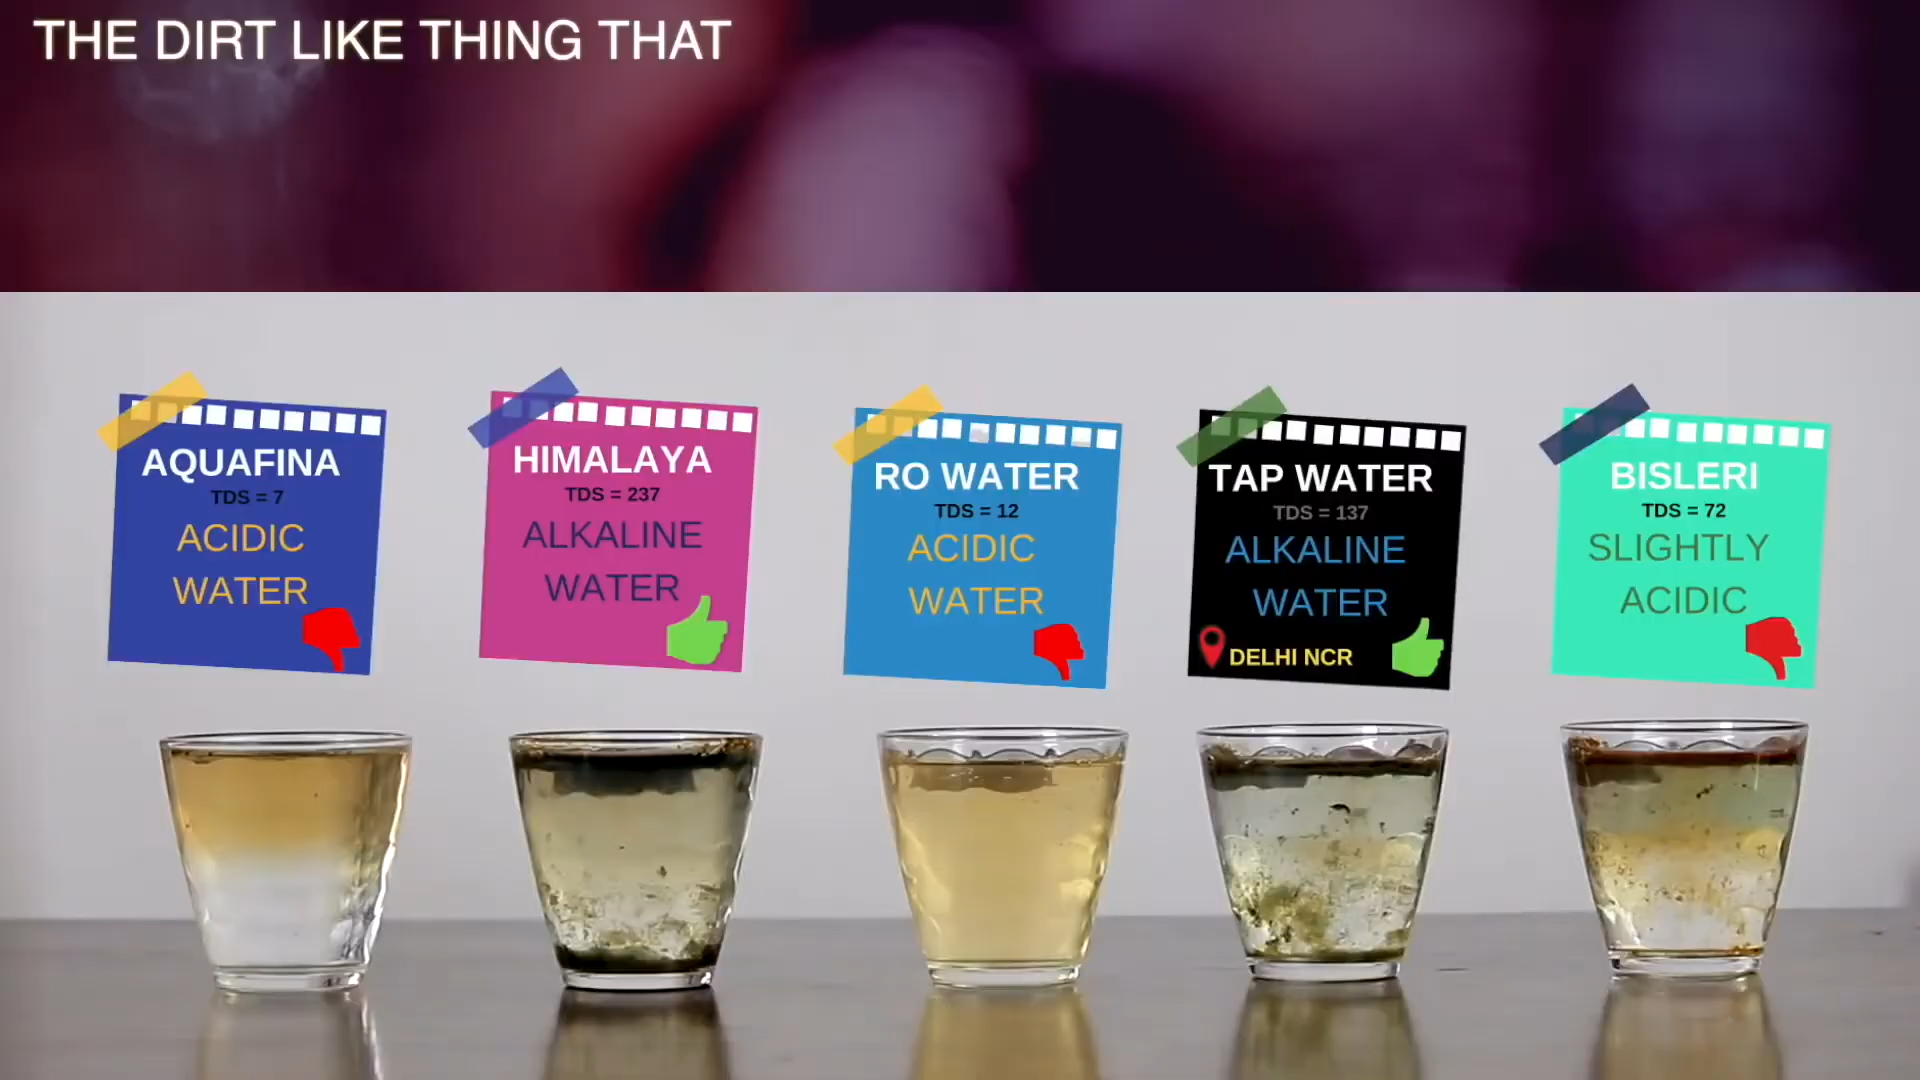 THE DIRT LIKE THING THAT
AQUAFINA
TDS = 7
ACIDIC
WATER
HIMALAYA
TDS = 237
ALKALINE
WATER
RO WATER
TDS = 12
ACIDIC
WATER
TAP WATER
TDS = 137
ALKALINE
WATER
DELHI NCR
BISLERI
TDS = 72
SLIGHTLY
ACIDIC